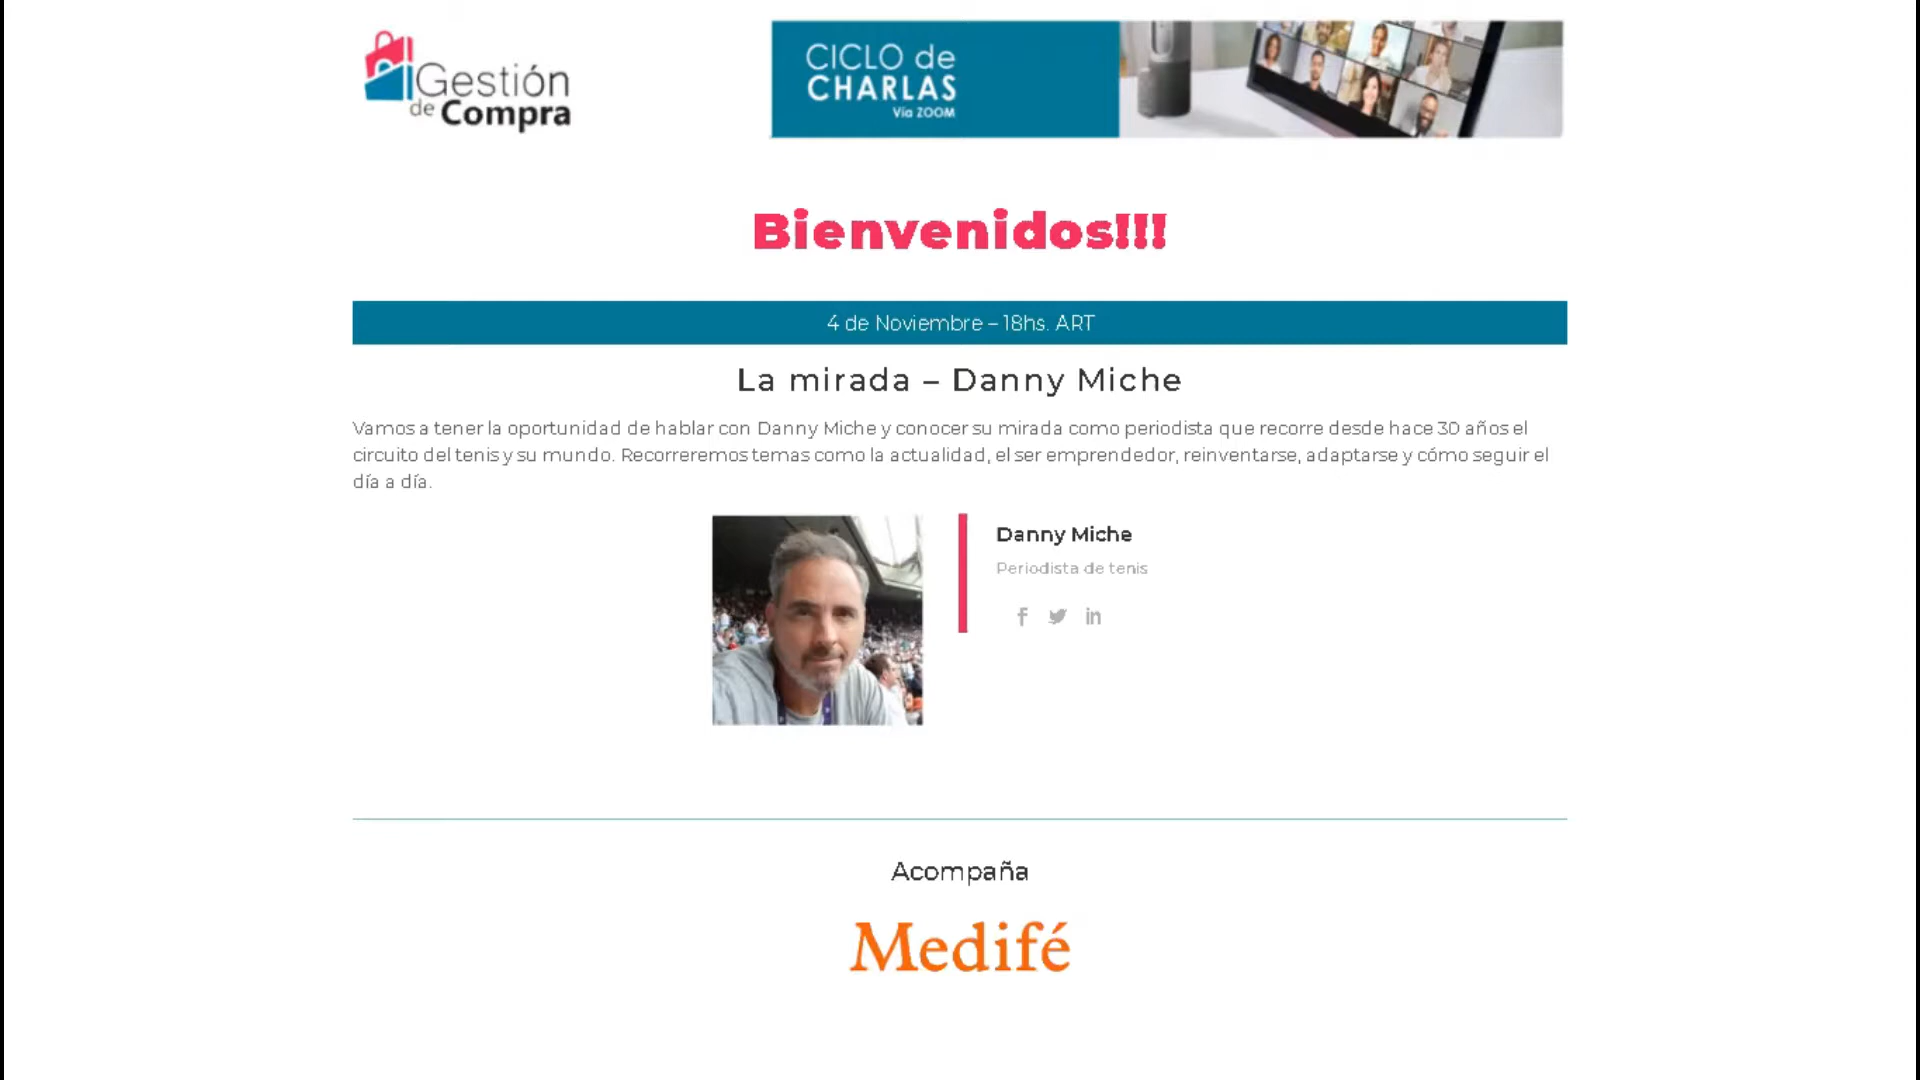 Gestión
de Compra
CICLO de
CHARLAS
Vía ZOOM
Bienvenidos!!!
4 de Noviembre – 18hs. ART
La mirada – Danny Miche
Vamos a tener la oportunidad de hablar con Danny Miche y conocer su mirada como periodista que recorre desde hace 30 años el
circuito del tenis y su mundo. Recorreremos temas como la actualidad, el ser emprendedor, reinventarse, adaptarse y cómo seguir el
día a día.
Danny Miche
Periodista de tenis
Acompaña
Medifé